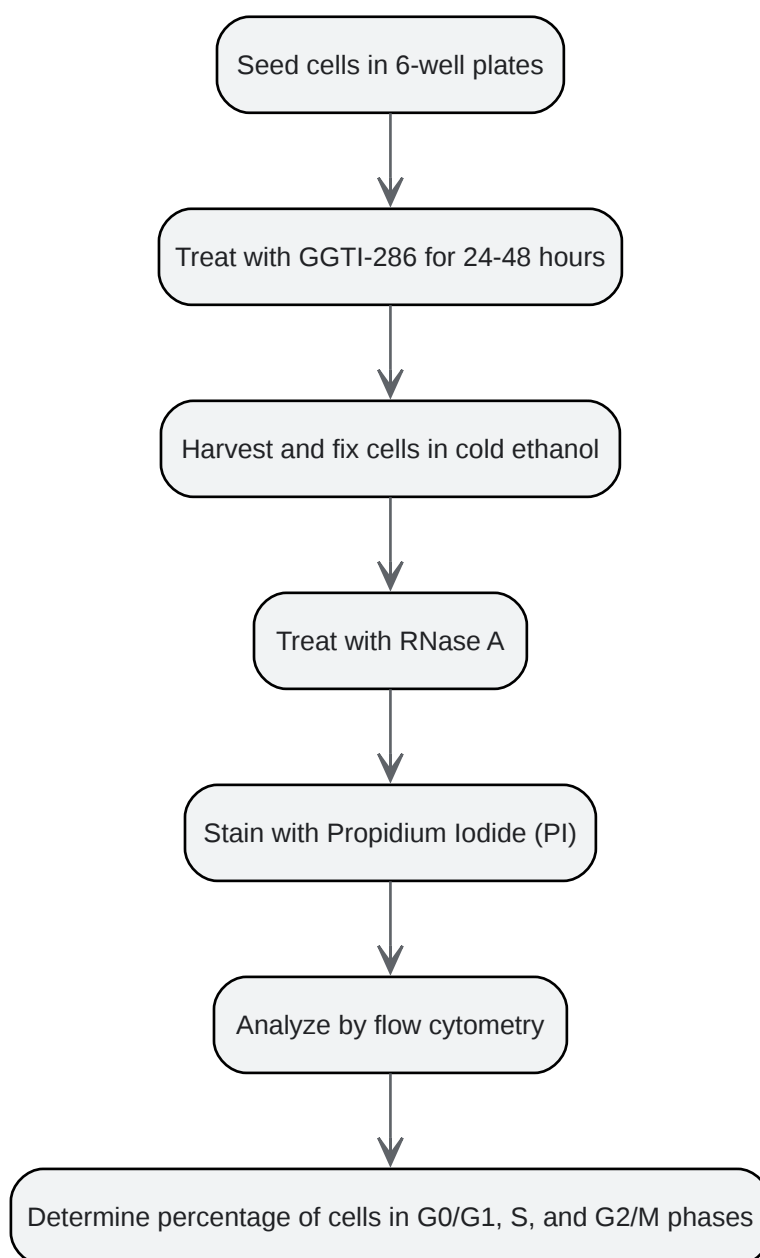 Seed cells in 6-well plates
Treat with GGTI-286 for 24-48 hours
Harvest and fix cells in cold ethanol
Treat with RNase A
Stain with Propidium Iodide (PI)
Analyze by flow cytometry
Determine percentage of cells in G0/G1, S, and G2/M phases